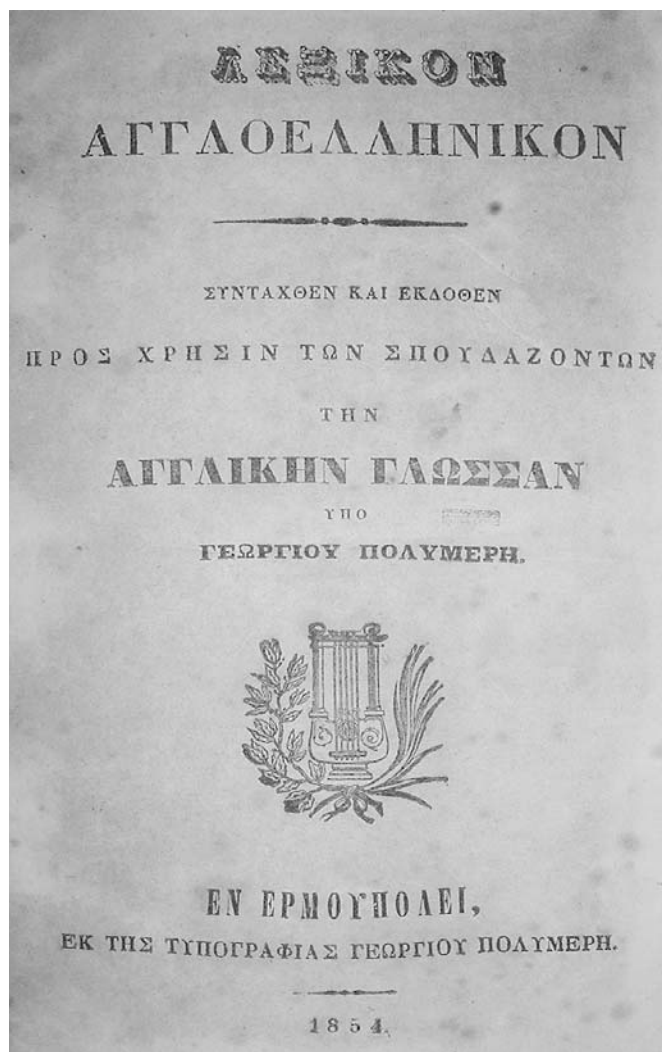 ΛΕΞΙΚΟΝ
ΑΓΓΛΟΕΛΛΗΝΙΚΟΝ
ΣΥΝΤΑΧΘΕΝ ΚΑΙ ΕΚΔΟΘΕΝ
ΠΡΟΣ ΧΡΗΣΙΝ ΤΩΝ ΣΠΟΥΔΑΖΟΝΤΩΝ
ΤΗΝ
ΑΓΓΛΙΚΗΝ ΓΛΩΣΣΑΝ
ΥΠΟ
ΓΕΩΡΓΙΟΥ ΠΟΛΥΜΕΡΗ.
ΕΝ ΕΡΜΟΥΠΟΛΕΙ,
ΕΚ ΤΗΣ ΤΥΠΟΓΡΑΦΙΑΣ ΓΕΩΡΓΙΟΥ ΠΟΛΥΜΕΡΗ.
1854.